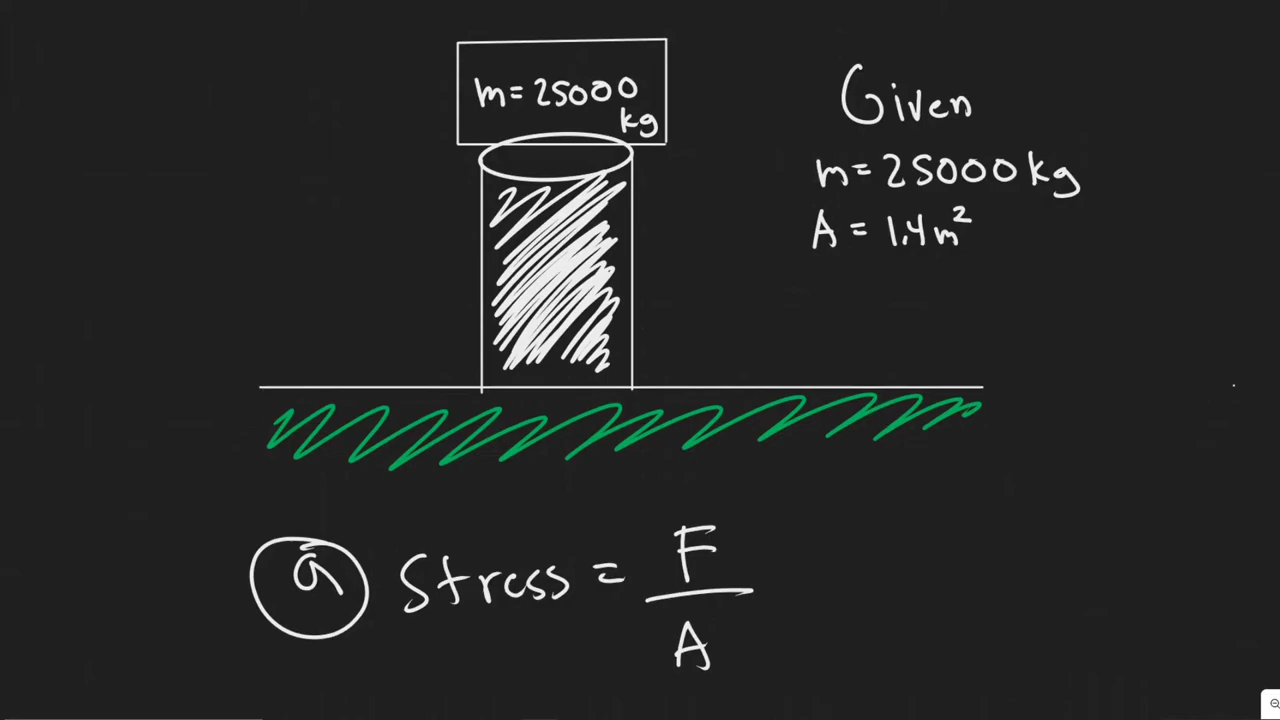 m = 25000
kg
Given
m = 25000 kg
A = 1.4 m²
a Stress = F
A